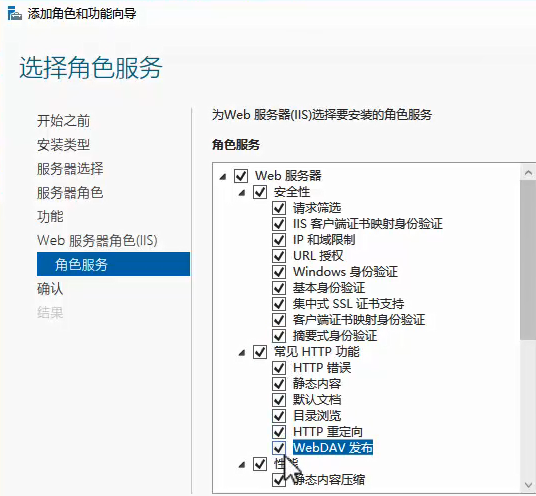 添加角色和功能向导
选择角色服务
开始之前
安装类型
服务器选择
服务器角色
功能
Web 服务器角色(IIS)
角色服务
确认
结果
为Web 服务器(IIS)选择要安装的角色服务
角色服务
Web 服务器
安全性
请求筛选
IIS 客户端证书映射身份验证
IP 和域限制
URL 授权
Windows 身份验证
基本身份验证
集中式 SSL 证书支持
客户端证书映射身份验证
摘要式身份验证
常见 HTTP 功能
HTTP 错误
静态内容
默认文档
目录浏览
HTTP 重定向
WebDAV 发布
性能
静态内容压缩